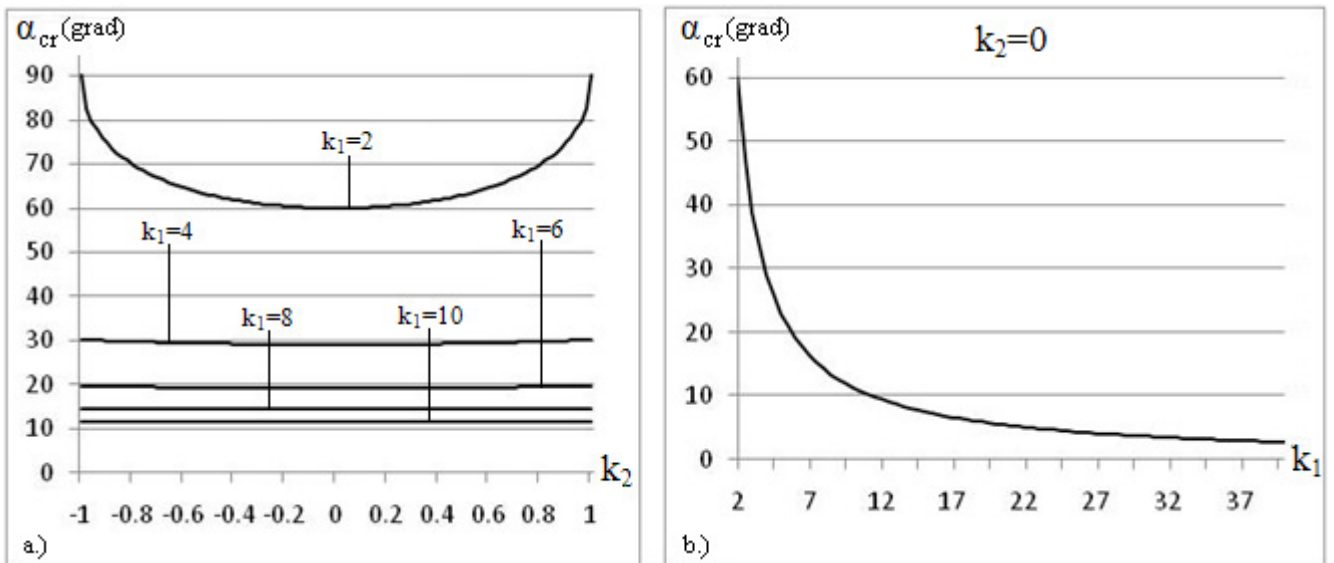 α cr (grad)
90
80
70
60
50
40
30
20
10
0
k1=2
k1=4
k1=6
k1=8
k1=10
k2
-1 -0.8 -0.6 -0.4 -0.2 0 0.2 0.4 0.6 0.8 1
a.)
α cr (grad)
k2=0
60
50
40
30
20
10
0
k1
2 7 12 17 22 27 32 37
b.)